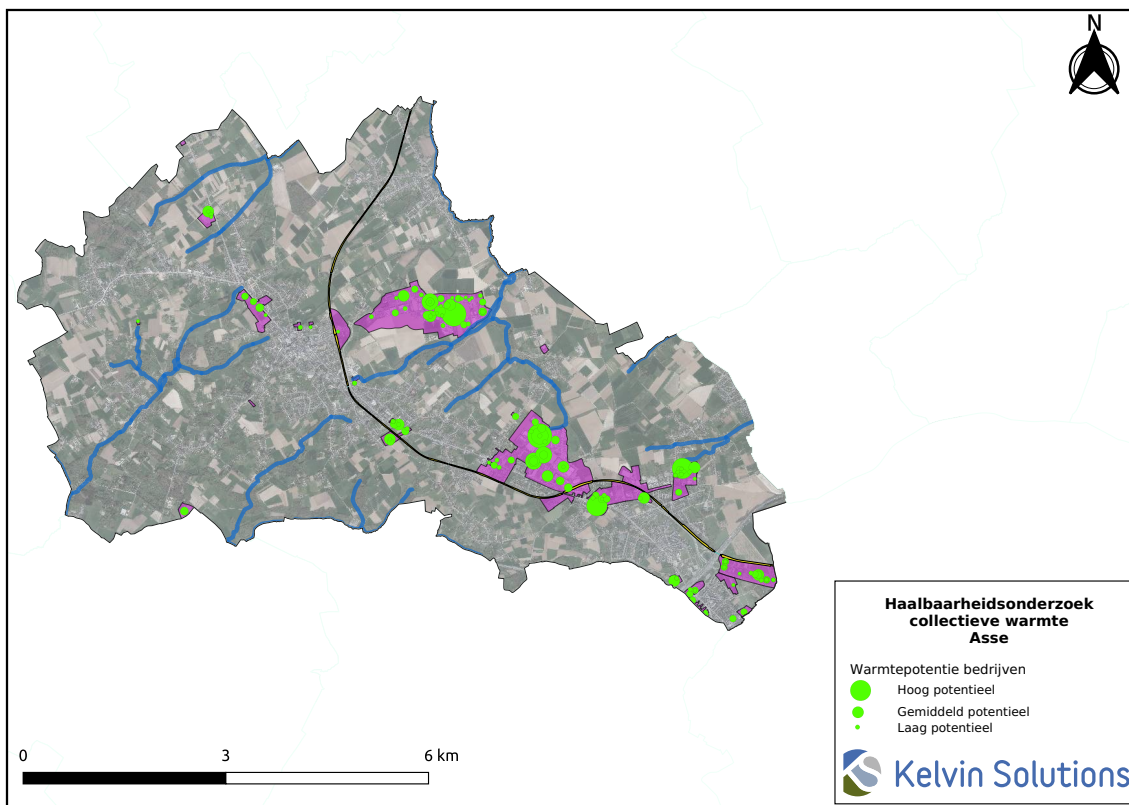 N
Haalbaarheidsonderzoek
collectieve warmte
Asse
Warmtepotentie bedrijven
Hoog potentieel
Gemiddeld potentieel
Laag potentieel
0 3 6 km
Kelvin Solutions